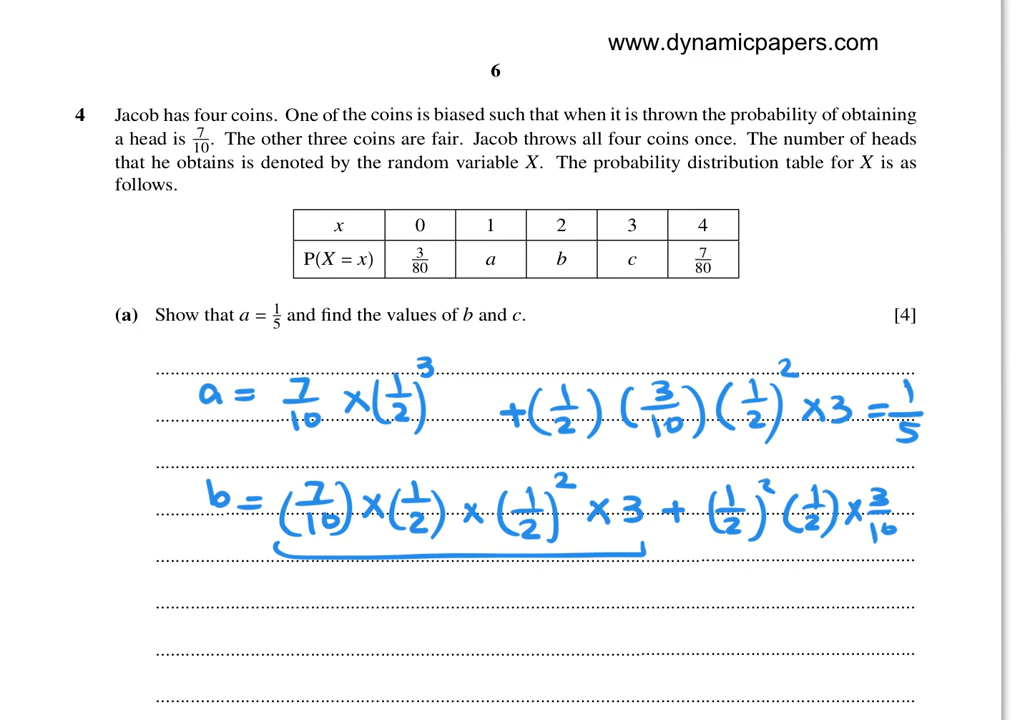 www.dynamicpapers.com
6
4 Jacob has four coins. One of the coins is biased such that when it is thrown the probability of obtaining
a head is 7/10. The other three coins are fair. Jacob throws all four coins once. The number of heads
that he obtains is denoted by the random variable X. The probability distribution table for X is as
follows.
x 0 1 2 3 4
P(X = x) 3/80 a b c 7/80
(a) Show that a = 1/5 and find the values of b and c. [4]
a = 7/10 × (1/2)³ + (1/2) (3/10) (1/2)² × 3 = 1/5
b = (7/10) × (1/2) × (1/2)² × 3 + (1/2)² (1/2) × 3/10